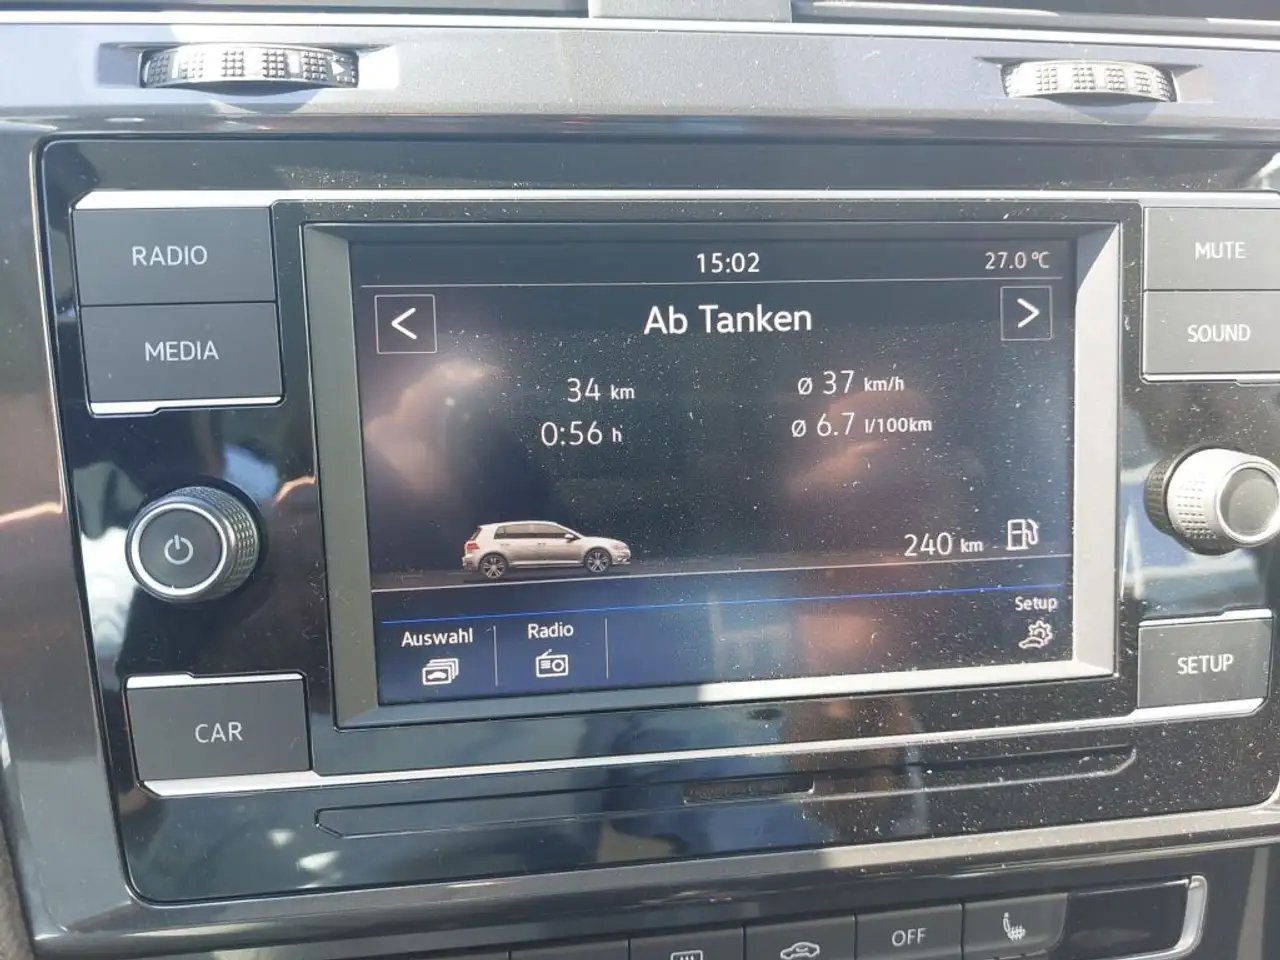 15:02
27.0 °C
<
Ab Tanken
>
34 km
Ø 37 km/h
0:56 h
Ø 6.7 l/100km
240 km
Auswahl
Radio
Setup
RADIO
MEDIA
CAR
MUTE
SOUND
SETUP
OFF